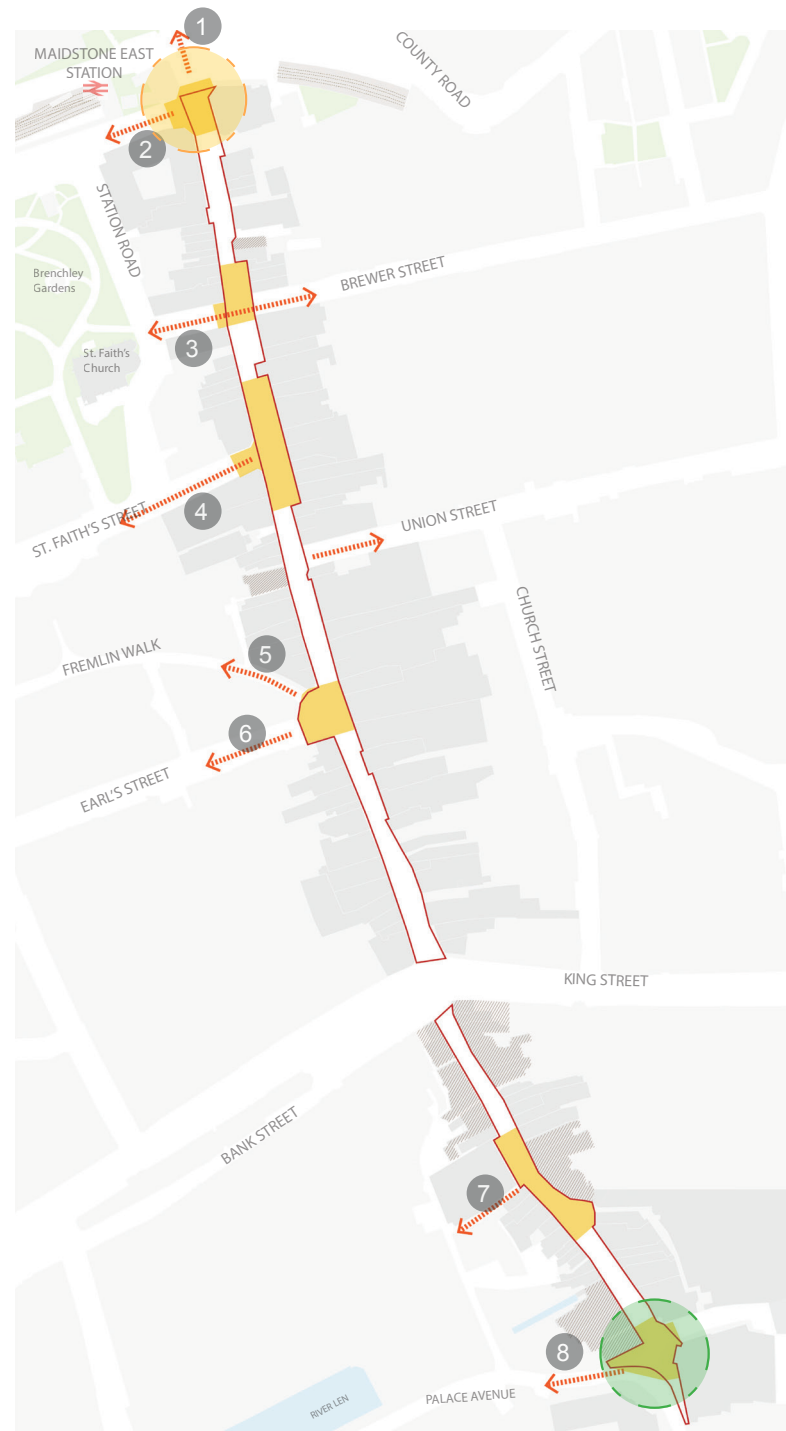 1
MAIDSTONE EAST
STATION
COUNTY ROAD
2
STATION ROAD
Brenchley
Gardens
BREWER STREET
3
St. Faith's
Church
4
ST. FAITH'S STREET
UNION STREET
CHURCH STREET
FREMLIN WALK
5
6
EARL'S STREET
KING STREET
BANK STREET
7
8
PALACE AVENUE
RIVER LEN